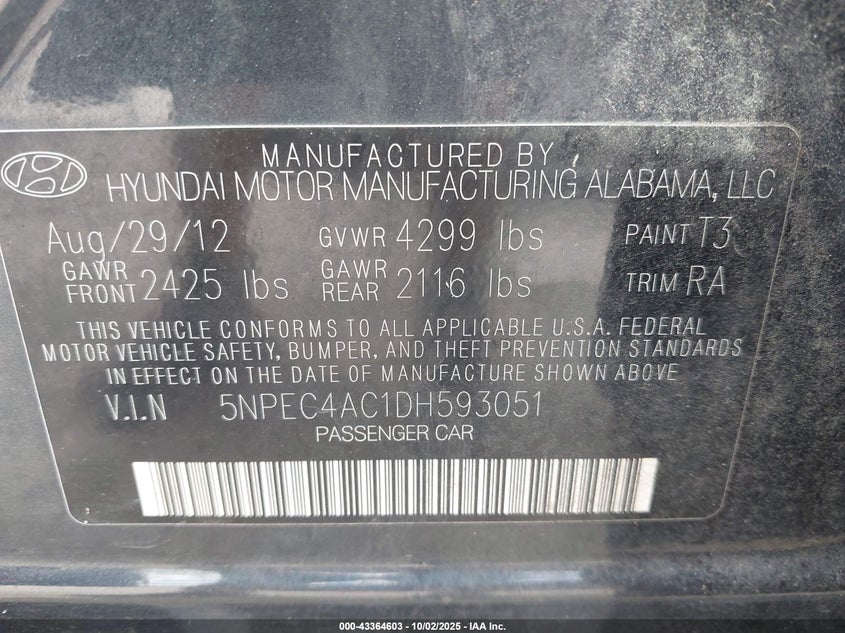 MANUFACTURED BY
HYUNDAI MOTOR MANUFACTURING ALABAMA, LLC
Aug/29/12 GVWR 4299 lbs PAINT T3
GAWR FRONT 2425 lbs GAWR REAR 2116 lbs TRIM RA
THIS VEHICLE CONFORMS TO ALL APPLICABLE U.S.A. FEDERAL
MOTOR VEHICLE SAFETY, BUMPER, AND THEFT PREVENTION STANDARDS
IN EFFECT ON THE DATE OF MANUFACTURE SHOWN ABOVE.
V.I.N 5NPEC4AC1DH593051
PASSENGER CAR
000-43364603 - 10/02/2025 - IAA Inc.